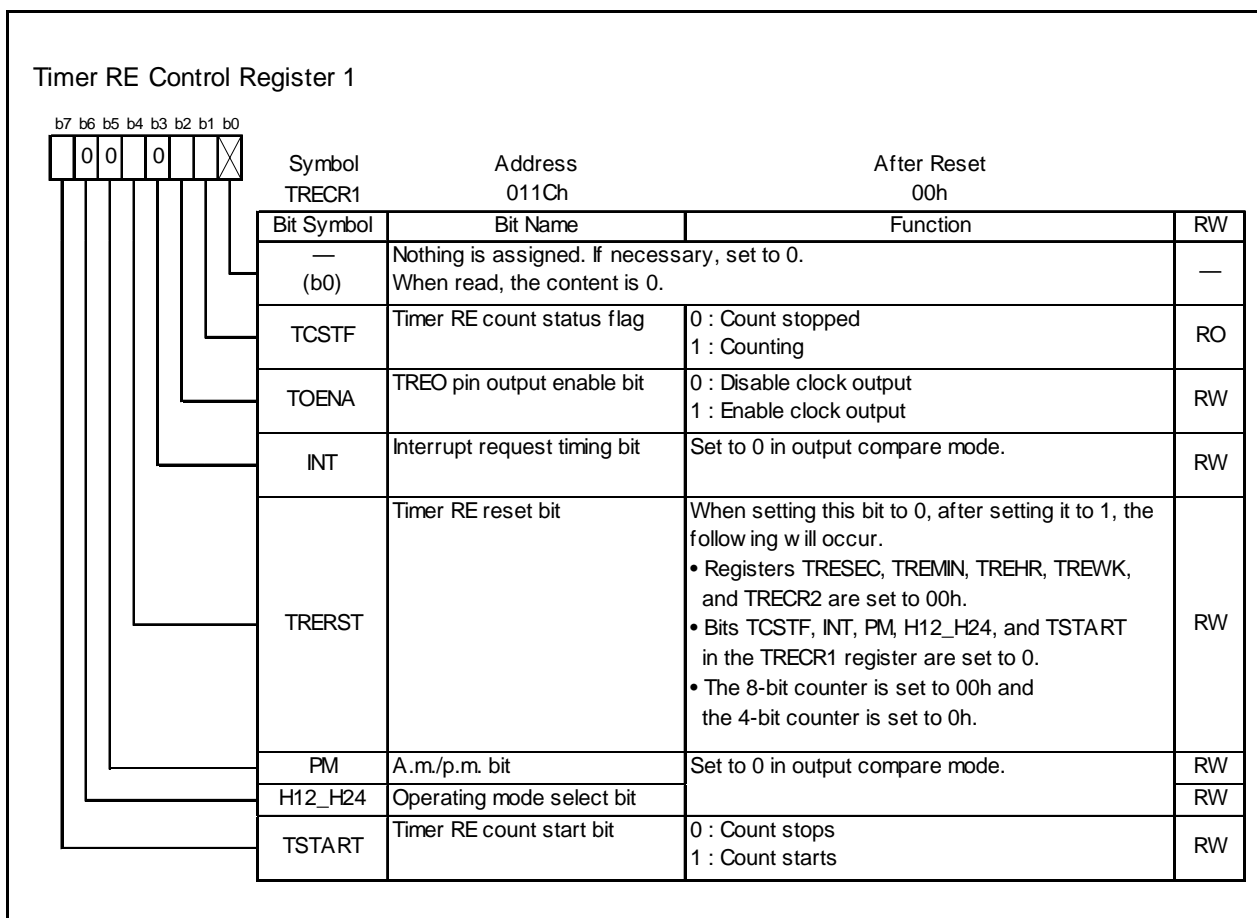 Timer RE Control Register 1
b7 b6 b5 b4 b3 b2 b1 b0
0 0 0
Symbol Address After Reset
TRECR1 011Ch 00h
Bit Symbol Bit Name Function RW
—
(b0)
Nothing is assigned. If necessary, set to 0.
When read, the content is 0.
—
TCSTF
Timer RE count status flag
0 : Count stopped
1 : Counting
RO
TOENA
TREO pin output enable bit
0 : Disable clock output
1 : Enable clock output
RW
INT
Interrupt request timing bit
Set to 0 in output compare mode.
RW
TRERST
Timer RE reset bit
When setting this bit to 0, after setting it to 1, the
following will occur.
• Registers TRESEC, TREMIN, TREHR, TREWK,
and TRECR2 are set to 00h.
• Bits TCSTF, INT, PM, H12_H24, and TSTART
in the TRECR1 register are set to 0.
• The 8-bit counter is set to 00h and
the 4-bit counter is set to 0h.
RW
PM A.m./p.m. bit Set to 0 in output compare mode. RW
H12_H24 Operating mode select bit RW
TSTART
Timer RE count start bit
0 : Count stops
1 : Count starts
RW